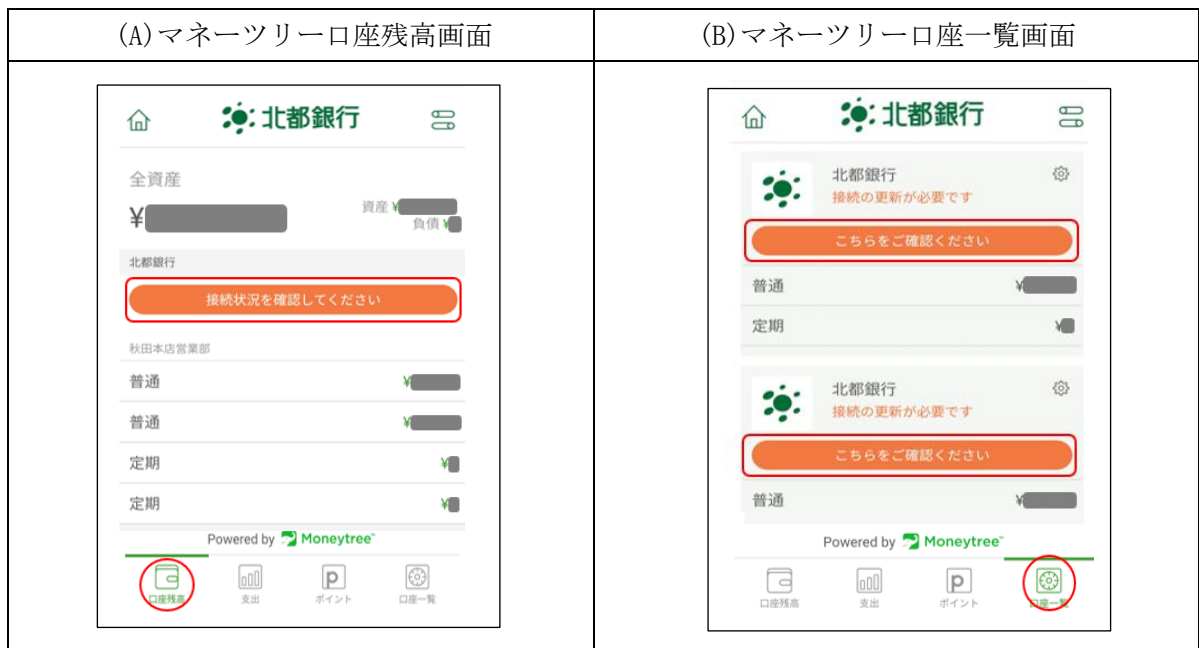 (A)マネーツリー口座残高画面
北都銀行
全資産
¥
資産 ¥
負債 ¥
北都銀行
接続状況を確認してください
秋田本店営業部
普通 ¥
普通 ¥
定期 ¥
定期 ¥
Powered by Moneytree™
口座残高 支出 ポイント 口座一覧
(B)マネーツリー口座一覧画面
北都銀行
北都銀行
接続の更新が必要です
こちらをご確認ください
普通 ¥
定期 ¥
北都銀行
接続の更新が必要です
こちらをご確認ください
普通 ¥
Powered by Moneytree™
口座残高 支出 ポイント 口座一覧